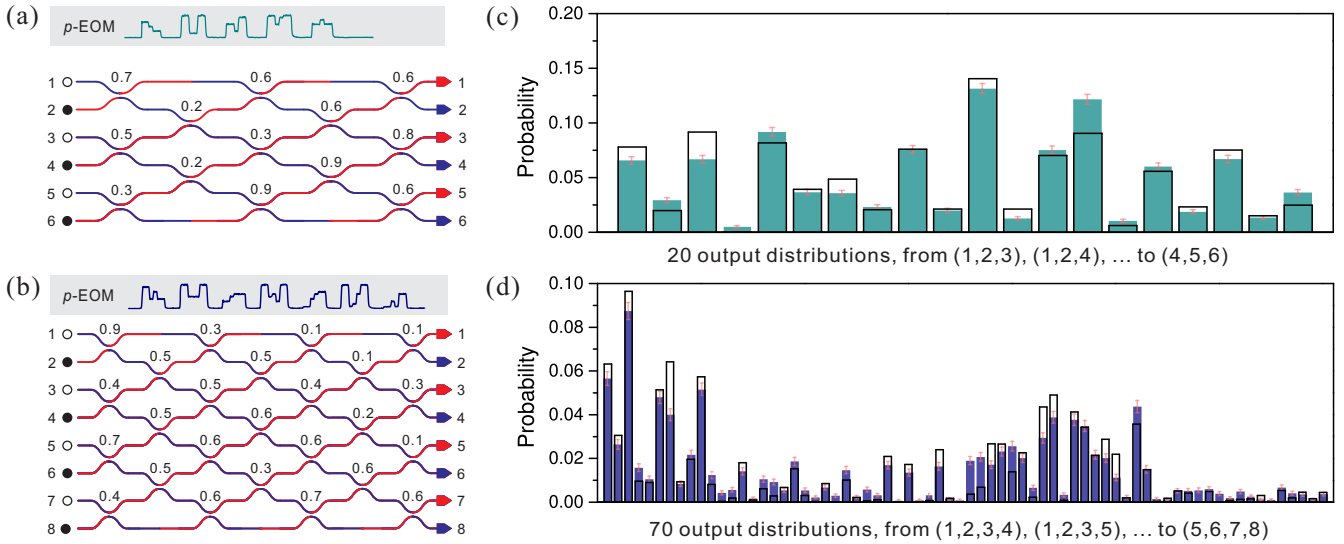 (a)
p-EOM
0.7 0.6 0.6
1 1
0.2 0.6
2 2
0.5 0.3 0.8
3 3
0.2 0.9
4 4
0.3 0.9 0.6
5 5
6 6
(b)
p-EOM
0.9 0.3 0.1 0.1
1 1
0.5 0.5 0.1
2 2
0.4 0.5 0.4 0.3
3 3
0.5 0.6 0.2
4 4
0.7 0.6 0.6 0.1
5 5
0.5 0.3 0.6
6 6
0.4 0.6 0.7 0.6
7 7
8 8
(c)
Probability
0.20
0.15
0.10
0.05
0.00
20 output distributions, from (1,2,3), (1,2,4), ... to (4,5,6)
(d)
Probability
0.10
0.08
0.06
0.04
0.02
0.00
70 output distributions, from (1,2,3,4), (1,2,3,5), ... to (5,6,7,8)